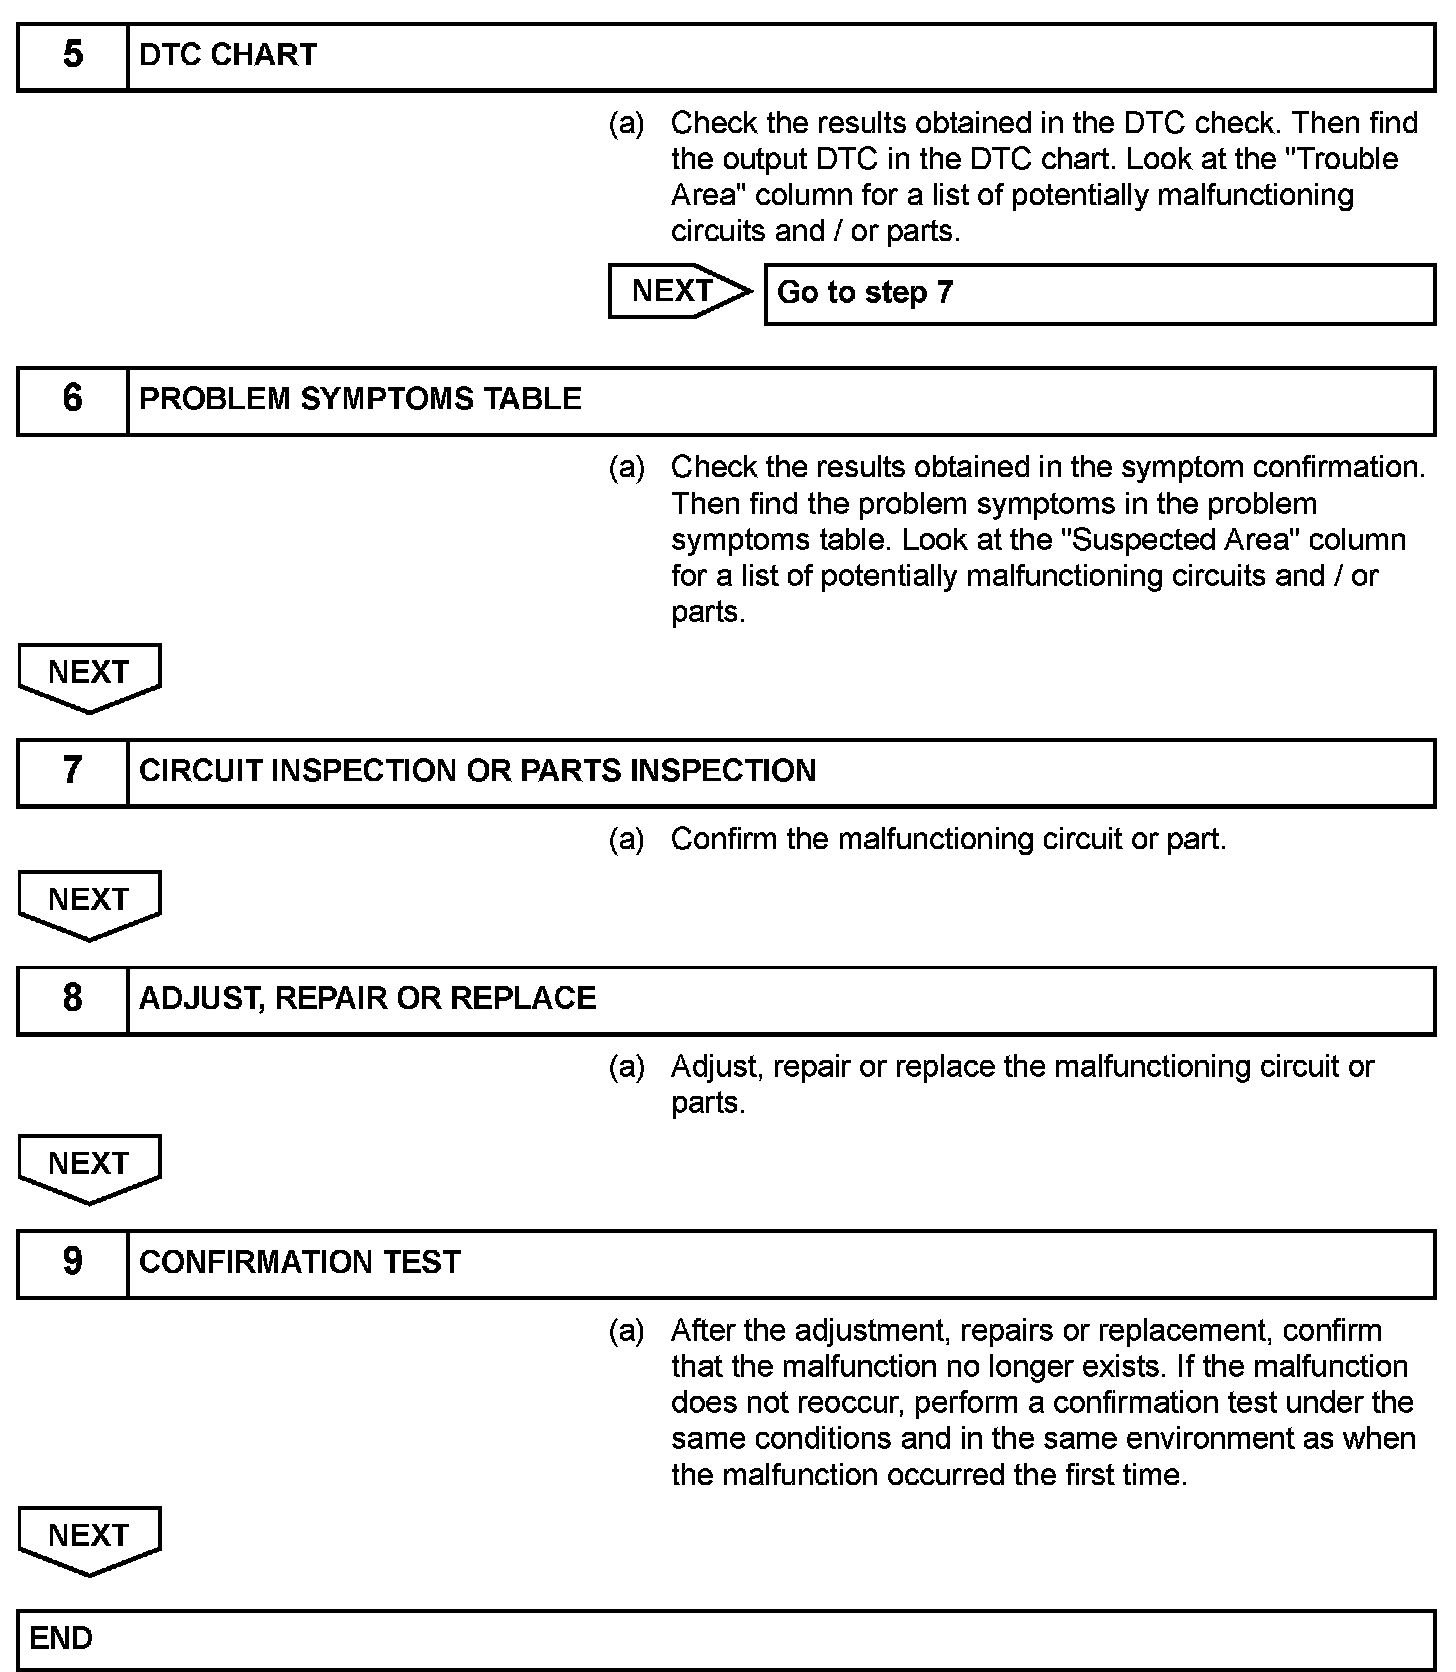 5 DTC CHART
(a) Check the results obtained in the DTC check. Then find
the output DTC in the DTC chart. Look at the "Trouble
Area" column for a list of potentially malfunctioning
circuits and / or parts.
NEXT Go to step 7
6 PROBLEM SYMPTOMS TABLE
(a) Check the results obtained in the symptom confirmation.
Then find the problem symptoms in the problem
symptoms table. Look at the "Suspected Area" column
for a list of potentially malfunctioning circuits and / or
parts.
NEXT
7 CIRCUIT INSPECTION OR PARTS INSPECTION
(a) Confirm the malfunctioning circuit or part.
NEXT
8 ADJUST, REPAIR OR REPLACE
(a) Adjust, repair or replace the malfunctioning circuit or
parts.
NEXT
9 CONFIRMATION TEST
(a) After the adjustment, repairs or replacement, confirm
that the malfunction no longer exists. If the malfunction
does not reoccur, perform a confirmation test under the
same conditions and in the same environment as when
the malfunction occurred the first time.
NEXT
END